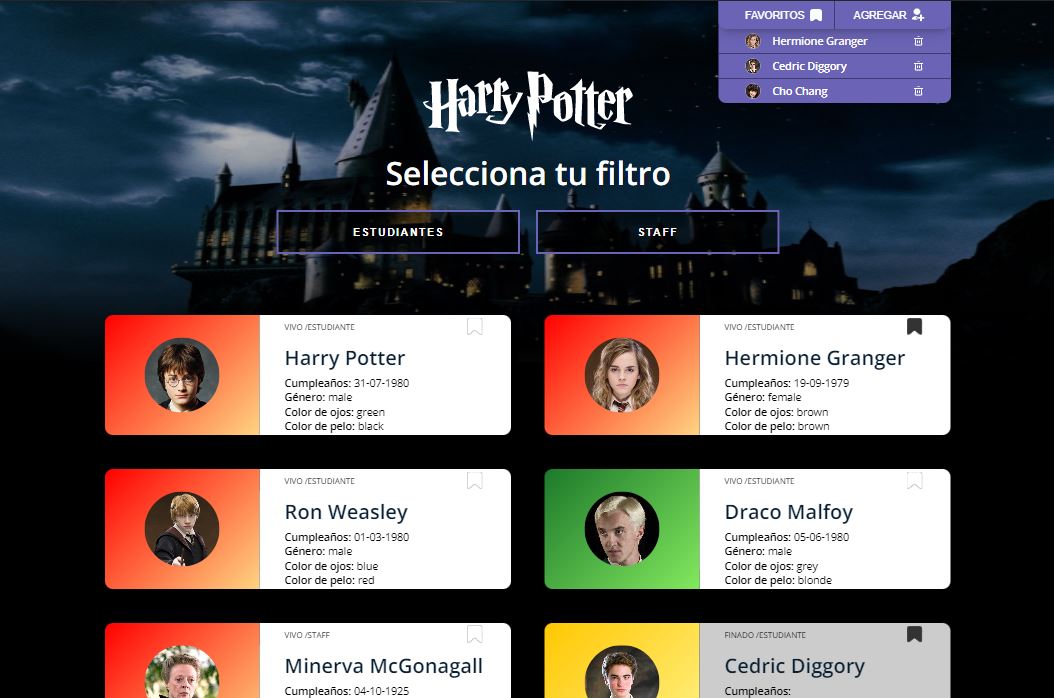 FAVORITOS
AGREGAR
Hermione Granger
Cedric Diggory
Cho Chang
Harry Potter
Selecciona tu filtro
ESTUDIANTES
STAFF
VIVO /ESTUDIANTE
Harry Potter
Cumpleaños: 31-07-1980
Género: male
Color de ojos: green
Color de pelo: black
VIVO /ESTUDIANTE
Hermione Granger
Cumpleaños: 19-09-1979
Género: female
Color de ojos: brown
Color de pelo: brown
VIVO /ESTUDIANTE
Ron Weasley
Cumpleaños: 01-03-1980
Género: male
Color de ojos: blue
Color de pelo: red
VIVO /ESTUDIANTE
Draco Malfoy
Cumpleaños: 05-06-1980
Género: male
Color de ojos: grey
Color de pelo: blonde
VIVO /STAFF
Minerva McGonagall
Cumpleaños: 04-10-1925
FINADO /ESTUDIANTE
Cedric Diggory
Cumpleaños: